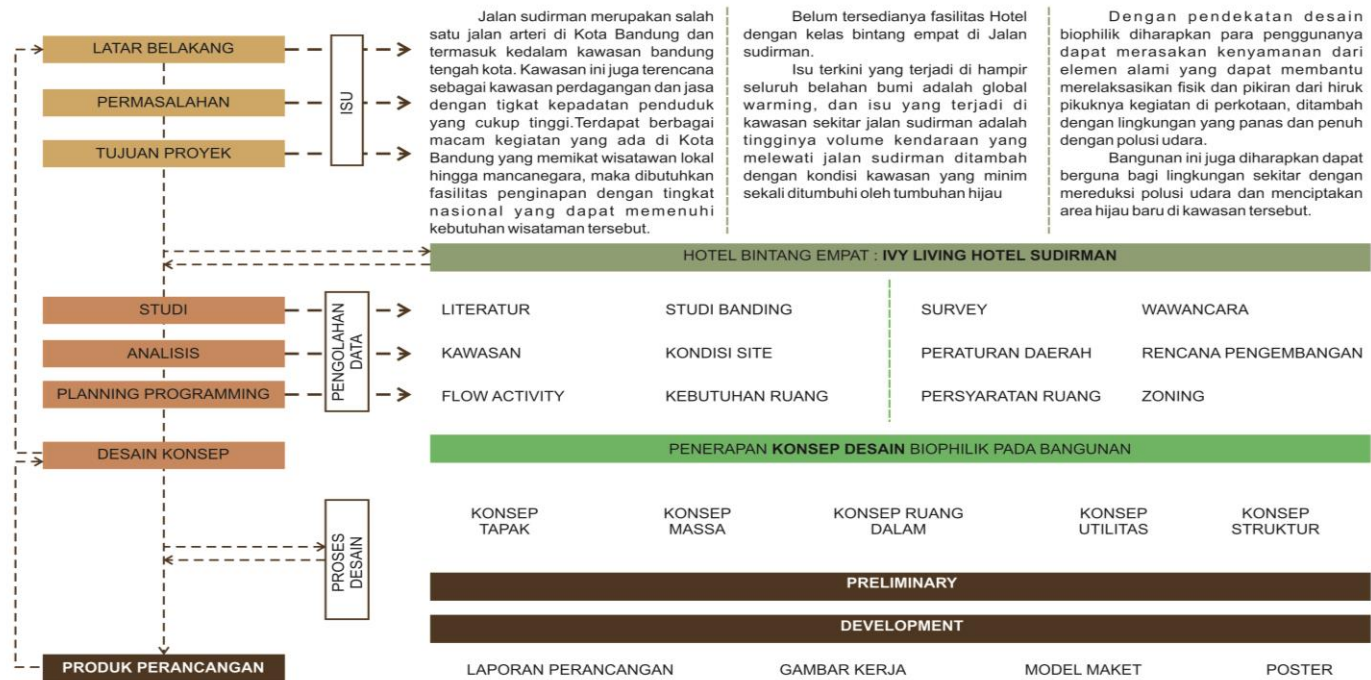 LATAR BELAKANG
PERMASALAHAN
TUJUAN PROYEK
ISU
Jalan sudirman merupakan salah
satu jalan arteri di Kota Bandung dan
termasuk kedalam kawasan bandung
tengah kota. Kawasan ini juga terencana
sebagai kawasan perdagangan dan jasa
dengan tigkat kepadatan penduduk
yang cukup tinggi.Terdapat berbagai
macam kegiatan yang ada di Kota
Bandung yang memikat wisatawan lokal
hingga mancanegara, maka dibutuhkan
fasilitas penginapan dengan tingkat
nasional yang dapat memenuhi
kebutuhan wisataman tersebut.
Belum tersedianya fasilitas Hotel
dengan kelas bintang empat di Jalan
sudirman.
Isu terkini yang terjadi di hampir
seluruh belahan bumi adalah global
warming, dan isu yang terjadi di
kawasan sekitar jalan sudirman adalah
tingginya volume kendaraan yang
melewati jalan sudirman ditambah
dengan kondisi kawasan yang minim
sekali ditumbuhi oleh tumbuhan hijau
Dengan pendekatan desain
biophilik diharapkan para penggunanya
dapat merasakan kenyamanan dari
elemen alami yang dapat membantu
merelaksasikan fisik dan pikiran dari hiruk
pikuknya kegiatan di perkotaan, ditambah
dengan lingkungan yang panas dan penuh
dengan polusi udara.
Bangunan ini juga diharapkan dapat
berguna bagi lingkungan sekitar dengan
mereduksi polusi udara dan menciptakan
area hijau baru di kawasan tersebut.
HOTEL BINTANG EMPAT : IVY LIVING HOTEL SUDIRMAN
STUDI
ANALISIS
PLANNING PROGRAMMING
PENGOLAHAN
DATA
LITERATUR STUDI BANDING SURVEY WAWANCARA
KAWASAN KONDISI SITE PERATURAN DAERAH RENCANA PENGEMBANGAN
FLOW ACTIVITY KEBUTUHAN RUANG PERSYARATAN RUANG ZONING
DESAIN KONSEP
PENERAPAN KONSEP DESAIN BIOPHILIK PADA BANGUNAN
PROSES
DESAIN
KONSEP
TAPAK
KONSEP
MASSA
KONSEP RUANG
DALAM
KONSEP
UTILITAS
KONSEP
STRUKTUR
PRELIMINARY
DEVELOPMENT
PRODUK PERANCANGAN
LAPORAN PERANCANGAN GAMBAR KERJA MODEL MAKET POSTER